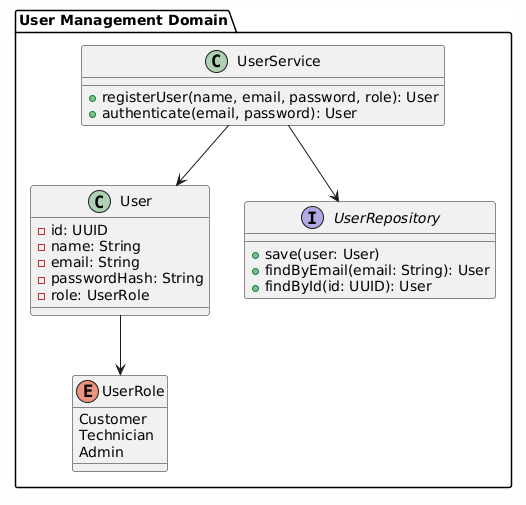 User Management Domain
C UserService
registerUser(name, email, password, role): User
authenticate(email, password): User
C User
id: UUID
name: String
email: String
passwordHash: String
role: UserRole
I UserRepository
save(user: User)
findByEmail(email: String): User
findById(id: UUID): User
E UserRole
Customer
Technician
Admin